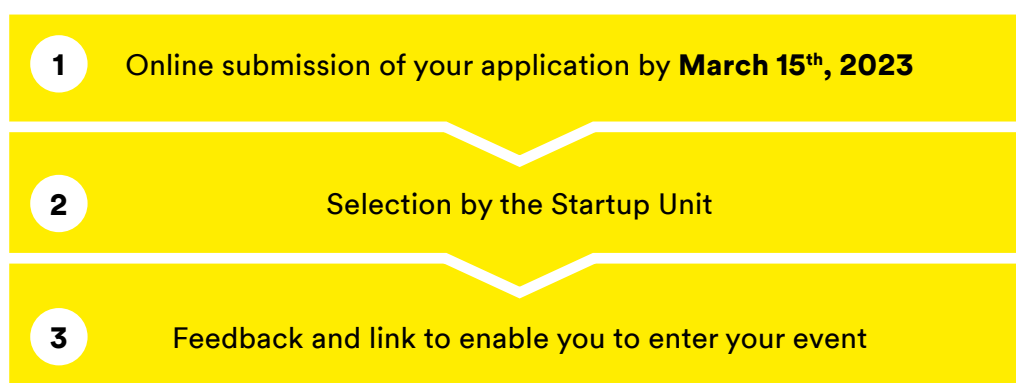 1 Online submission of your application by March 15th, 2023
2 Selection by the Startup Unit
3 Feedback and link to enable you to enter your event